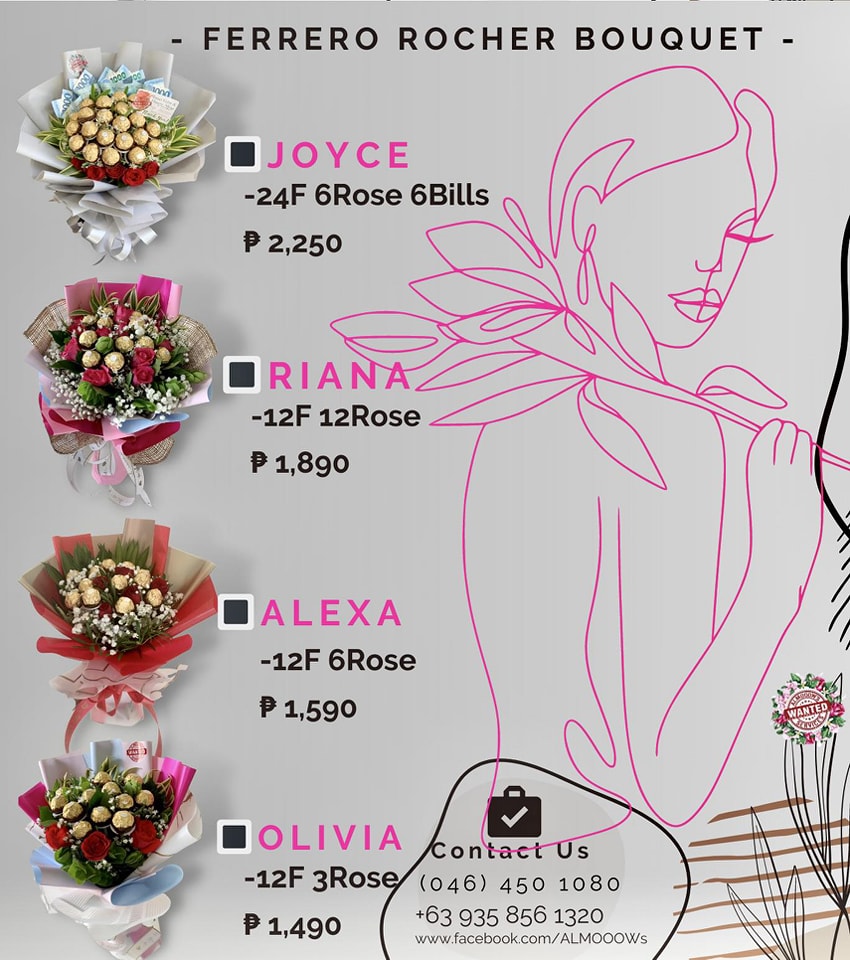 - FERRERO ROCHER BOUQUET -
JOYCE
-24F 6Rose 6Bills
₱ 2,250
RIANA
-12F 12Rose
₱ 1,890
ALEXA
-12F 6Rose
₱ 1,590
WANTED
SERVICES
OLIVIA
-12F 3Rose
₱ 1,490
Contact Us
(046) 450 1080
+63 935 856 1320
www.facebook.com/ALMOOOWs